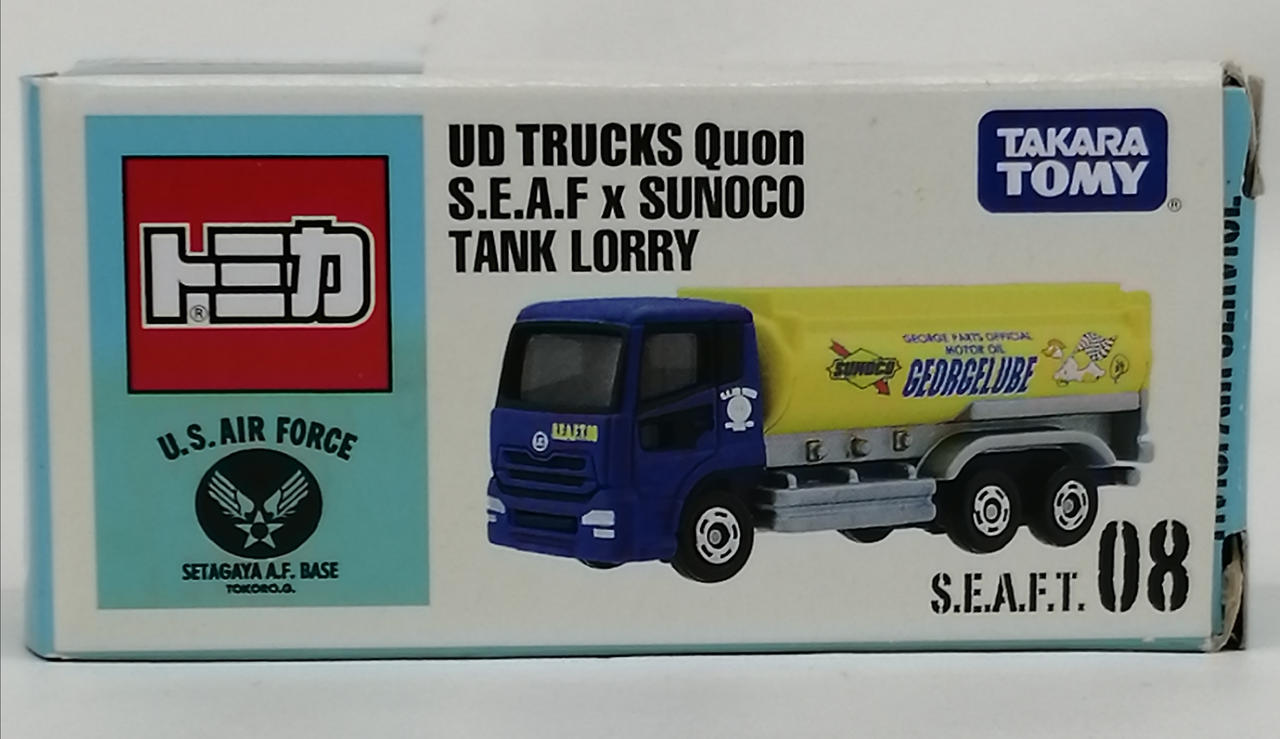 UD TRUCKS Quon
S.E.A.F x SUNOCO
TANK LORRY
TAKARA
TOMY
®
トミカ
®
GEORGE PARTS OFFICIAL
MOTOR OIL
SUNOCO
GEORGELUBE
S.E.A.F.T.08
U.S. AIR FORCE
SETAGAYA A.F. BASE
TOKORO.G.
S.E.A.F.T. 08